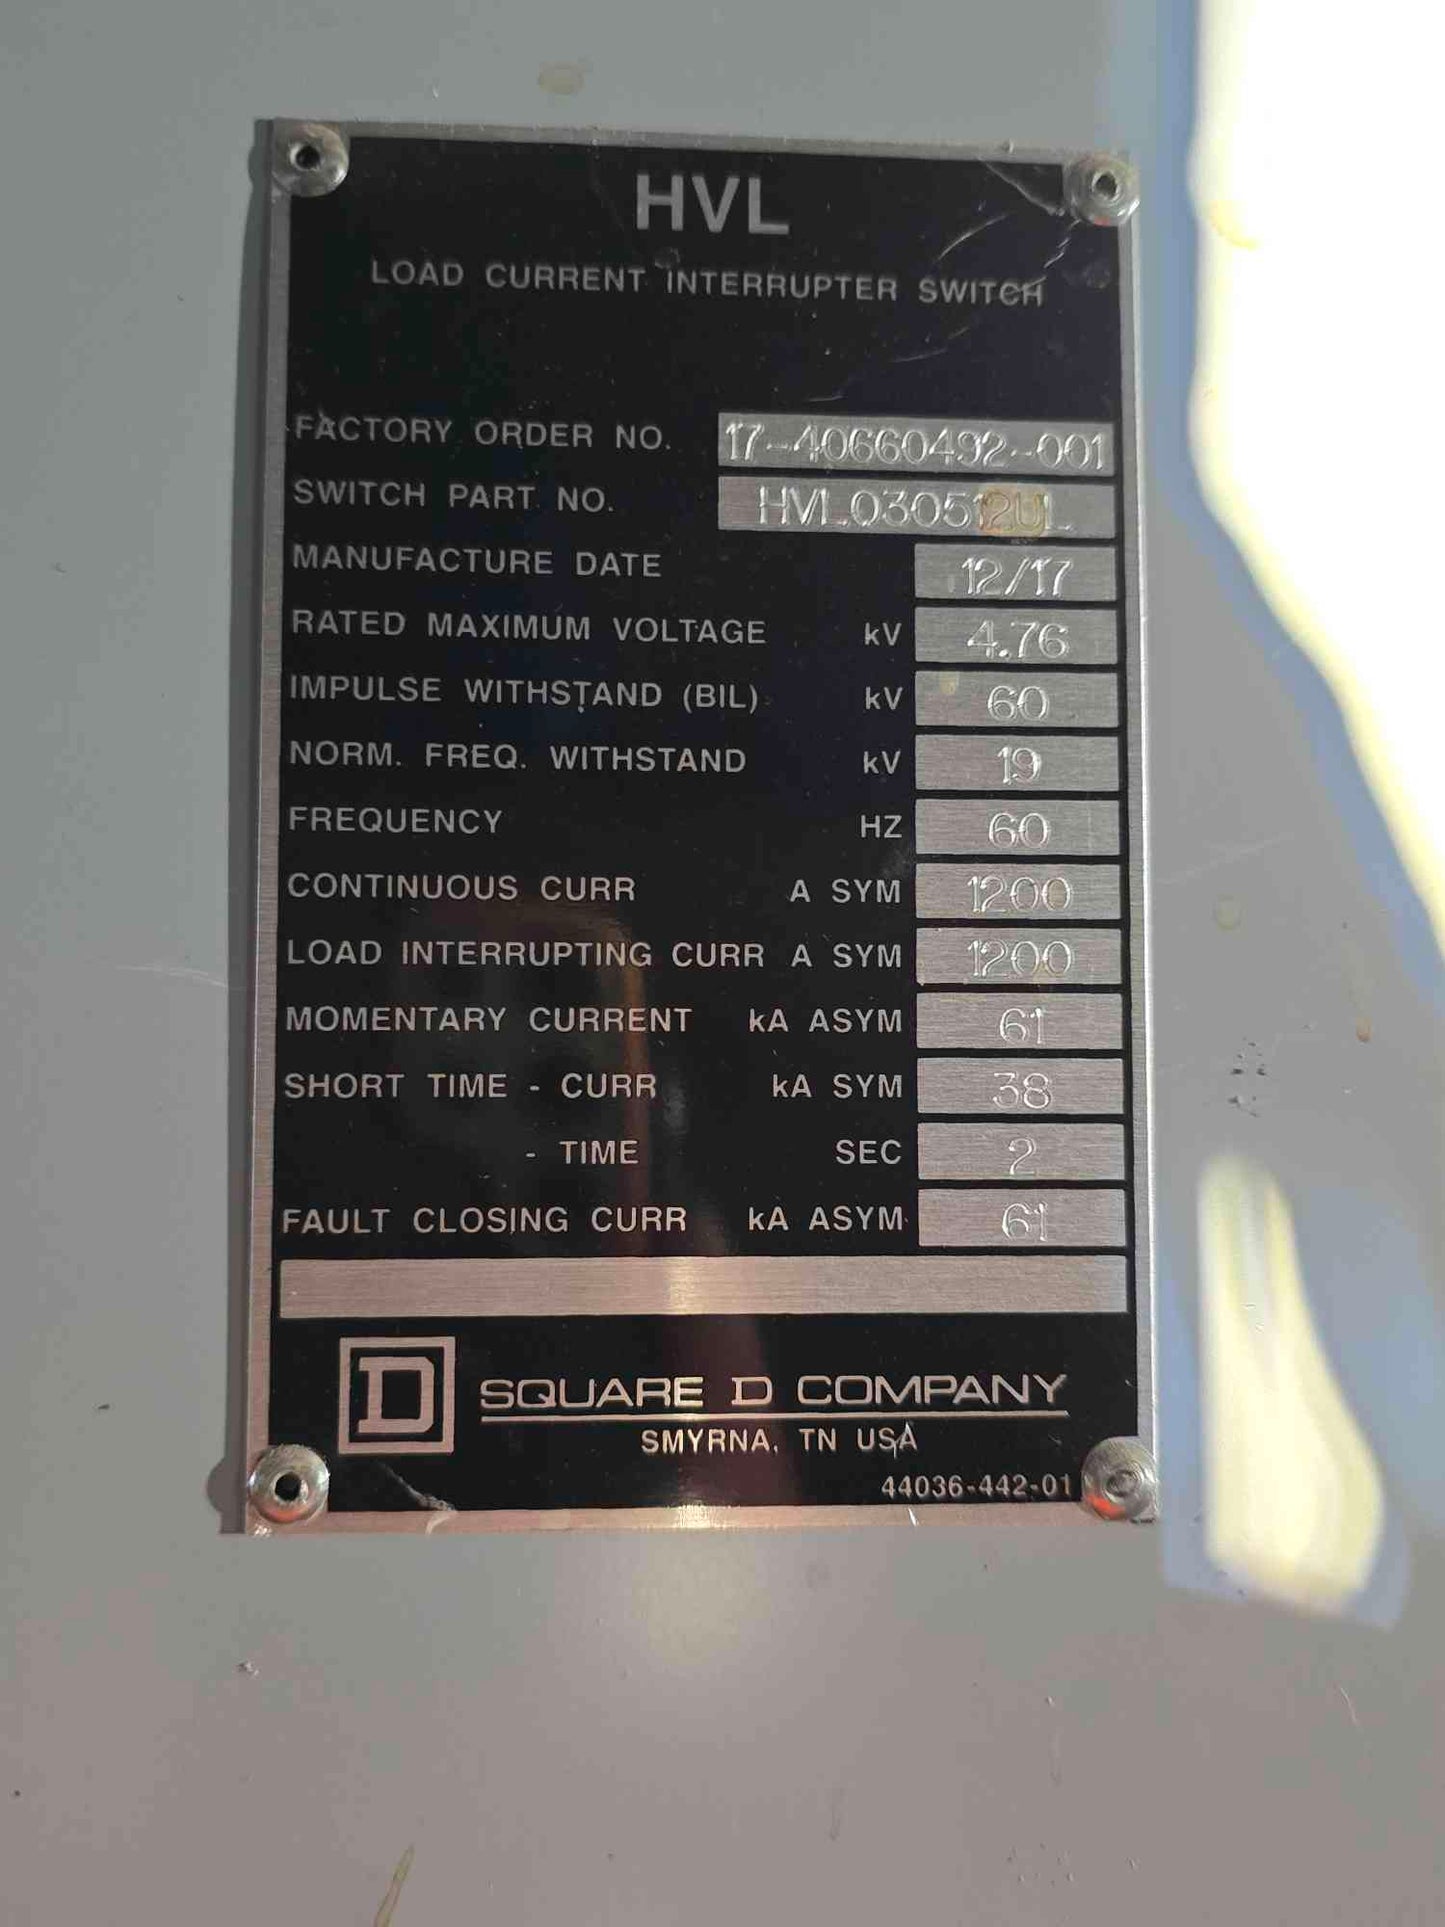 HVL
LOAD CURRENT INTERRUPTER SWITCH
FACTORY ORDER NO. 17-40660492-001
SWITCH PART NO. HVL030512UL
MANUFACTURE DATE 12/17
RATED MAXIMUM VOLTAGE kV 4.76
IMPULSE WITHSTAND (BIL) kV 60
NORM. FREQ. WITHSTAND kV 19
FREQUENCY HZ 60
CONTINUOUS CURR A SYM 1200
LOAD INTERRUPTING CURR A SYM 1200
MOMENTARY CURRENT kA ASYM 61
SHORT TIME - CURR kA SYM 38
- TIME SEC 2
FAULT CLOSING CURR kA ASYM 61
D SQUARE D COMPANY
SMYRNA, TN USA
44036-442-01